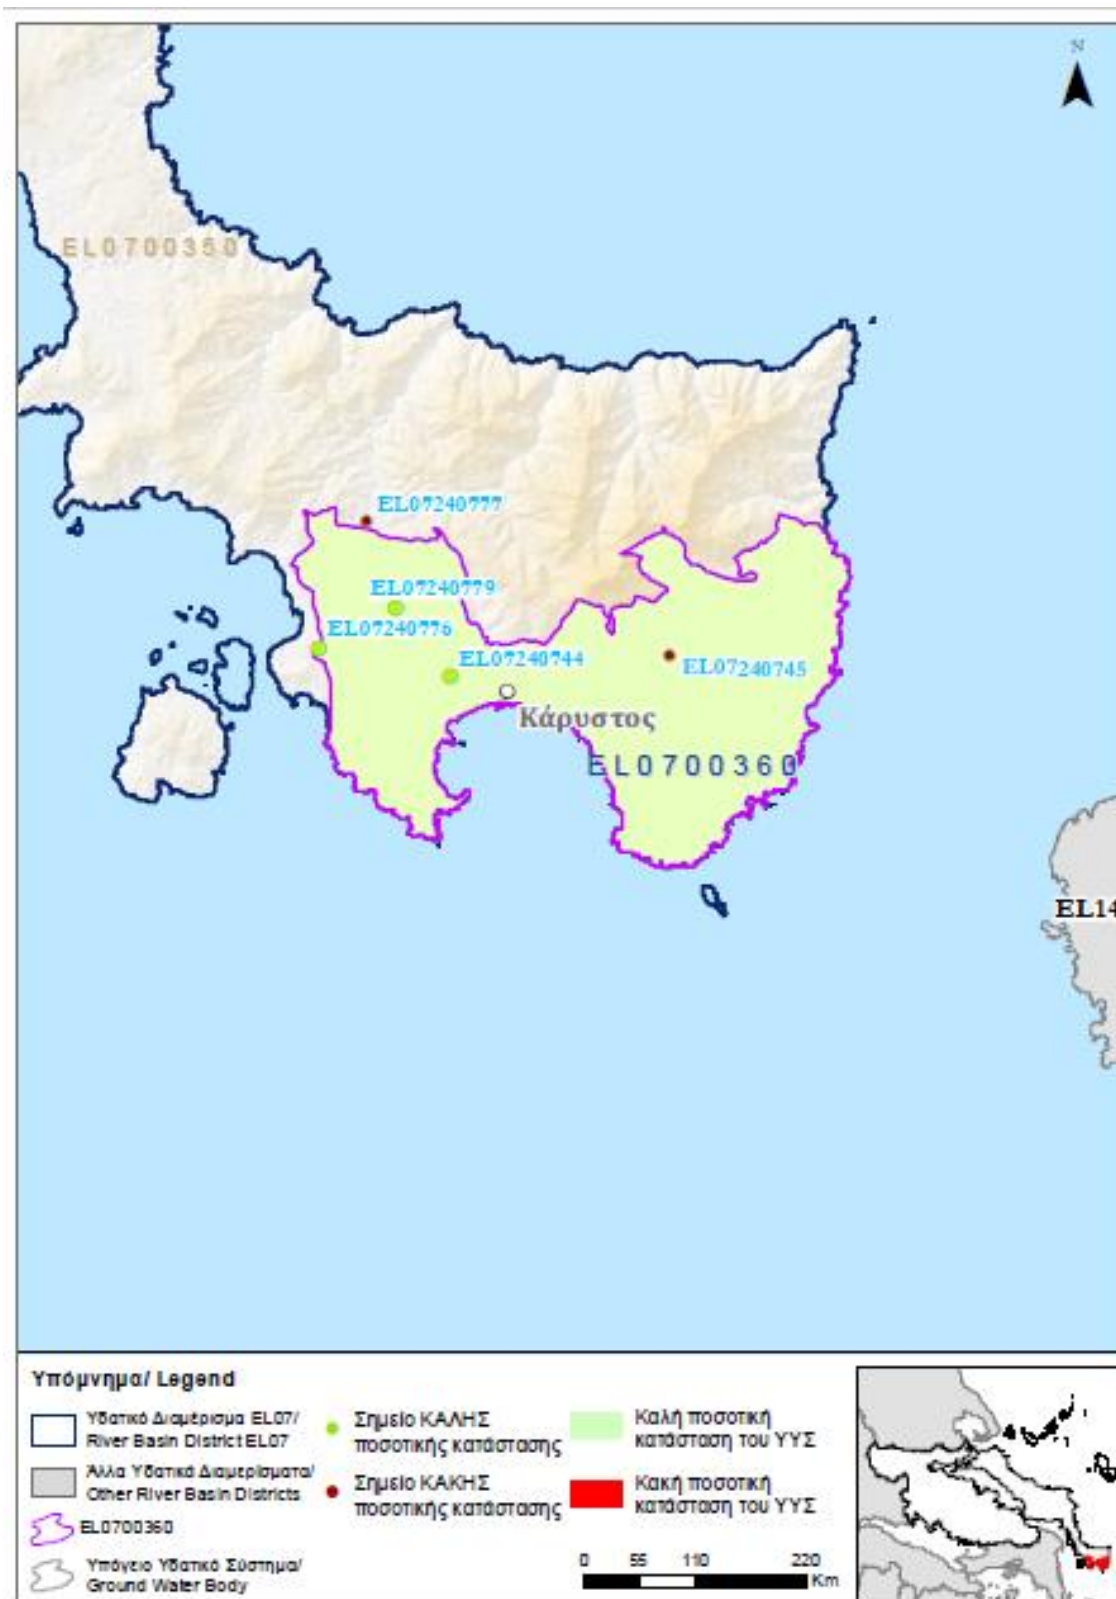 N
EL0700350
EL07240777
EL07240779
EL07240776
EL07240744
EL07240745
Κάρυστος
EL0700360
EL14
Υπόμνημα/ Legend
Υδατικό Διαμέρισμα EL07/
River Basin District EL07
Άλλα Υδατικά Διαμερίσματα/
Other River Basin Districts
EL0700360
Υπόγειο Υδατικό Σύστημα/
Ground Water Body
Σημείο ΚΑΛΗΣ
ποσοτικής κατάστασης
Σημείο ΚΑΚΗΣ
ποσοτικής κατάστασης
Καλή ποσοτική
κατάσταση του ΥΥΣ
Κακή ποσοτική
κατάσταση του ΥΥΣ
0 55 110 220
Km